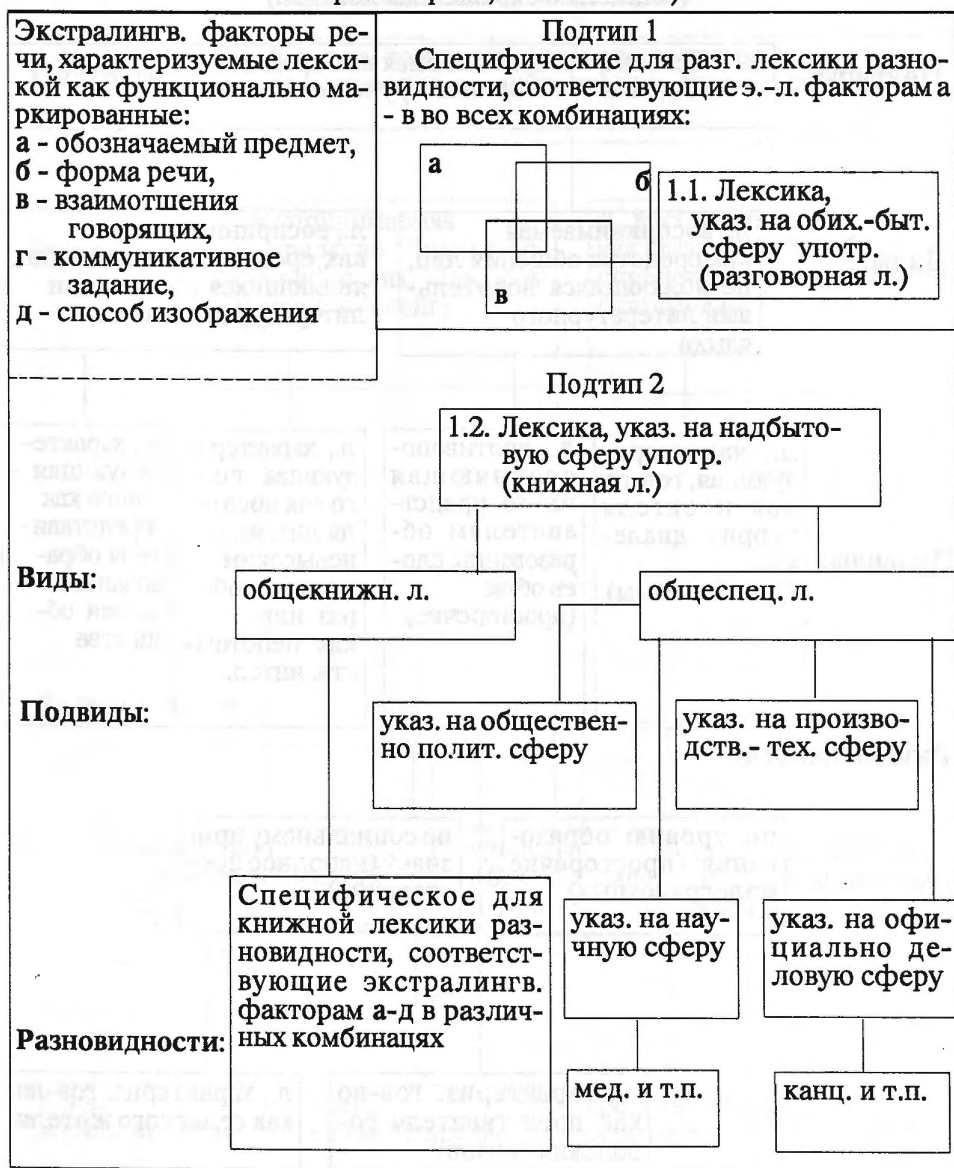 Экстралингв. факторы ре-
чи, характеризуемые лекси-
кой как функционально ма-
ркированные:
а - обозначаемый предмет,
б - форма речи,
в - взаимотшения
говорящих,
г - коммуникативное
задание,
д - способ изображения
Подтип 1
Специфические для разг. лексики разно-
видности, соответствующие э.-л. факторам а
- в во всех комбинациях:
а
б
в
1.1. Лексика,
указ. на обих.-быт.
сферу употр.
(разговорная л.)
Подтип 2
1.2. Лексика, указ. на надбыто-
вую сферу употр.
(книжная л.)
Виды:
общекнижн. л.
общеспец. л.
Подвиды:
указ. на обществен-
но полит. сферу
указ. на произво-
дств.- тех. сферу
Специфическое для
книжной лексики раз-
новидности, соответст-
вующие экстралингв.
факторам а-д в различ-
ных комбинацях
указ. на нау-
чную сферу
указ. на офи-
циально де-
ловую сферу
Разновидности:
мед. и т.п.
канц. и т.п.